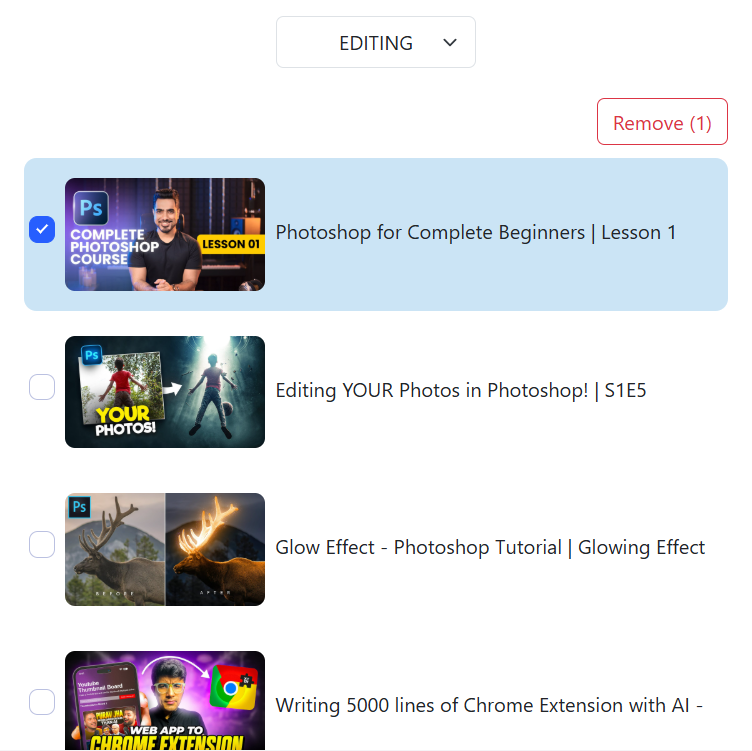 EDITING
Remove (1)
Ps
COMPLETE
PHOTOSHOP
COURSE
LESSON 01
Photoshop for Complete Beginners | Lesson 1
Ps
YOUR
PHOTOS!
Editing YOUR Photos in Photoshop! | S1E5
Ps
BEFORE
AFTER
Glow Effect - Photoshop Tutorial | Glowing Effect
Youtube
Thumbnail Board
WEB APP TO
CHROME EXTENSION
Writing 5000 lines of Chrome Extension with AI -